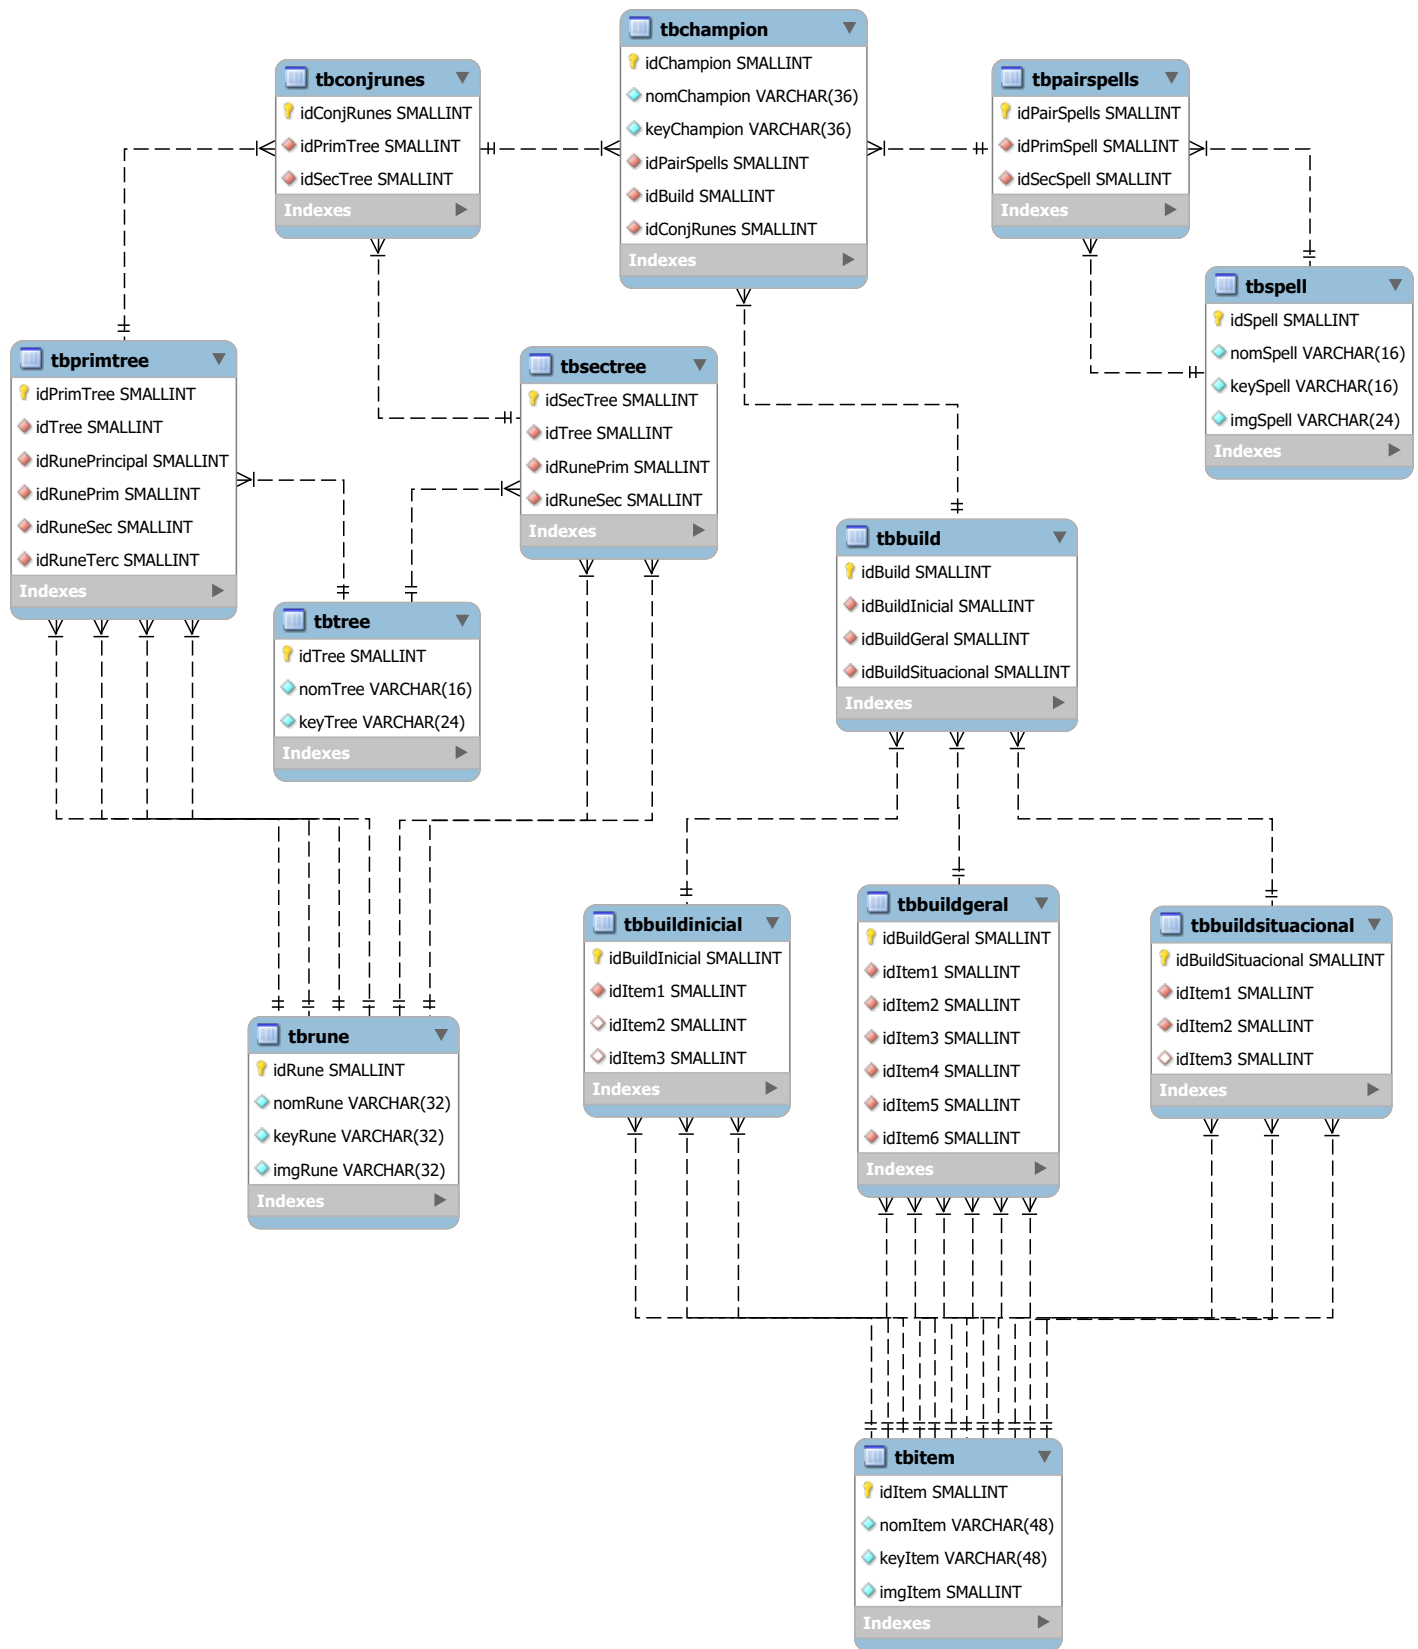 tbchampion
idChampion SMALLINT
nomChampion VARCHAR(36)
keyChampion VARCHAR(36)
idPairSpells SMALLINT
idBuild SMALLINT
idConjRunes SMALLINT
Indexes
tbconjrunes
idConjRunes SMALLINT
idPrimTree SMALLINT
idSecTree SMALLINT
Indexes
tbpairspells
idPairSpells SMALLINT
idPrimSpell SMALLINT
idSecSpell SMALLINT
Indexes
tbspell
idSpell SMALLINT
nomSpell VARCHAR(16)
keySpell VARCHAR(16)
imgSpell VARCHAR(24)
Indexes
tbprimtree
idPrimTree SMALLINT
idTree SMALLINT
idRunePrincipal SMALLINT
idRunePrim SMALLINT
idRuneSec SMALLINT
idRuneTerc SMALLINT
Indexes
tbsectree
idSecTree SMALLINT
idTree SMALLINT
idRunePrim SMALLINT
idRuneSec SMALLINT
Indexes
tbbuild
idBuild SMALLINT
idBuildInicial SMALLINT
idBuildGeral SMALLINT
idBuildSituacional SMALLINT
Indexes
tbtree
idTree SMALLINT
nomTree VARCHAR(16)
keyTree VARCHAR(24)
Indexes
tbbuildinicial
idBuildInicial SMALLINT
idItem1 SMALLINT
idItem2 SMALLINT
idItem3 SMALLINT
Indexes
tbbuildgeral
idBuildGeral SMALLINT
idItem1 SMALLINT
idItem2 SMALLINT
idItem3 SMALLINT
idItem4 SMALLINT
idItem5 SMALLINT
idItem6 SMALLINT
Indexes
tbbuildsituacional
idBuildSituacional SMALLINT
idItem1 SMALLINT
idItem2 SMALLINT
idItem3 SMALLINT
Indexes
tbrune
idRune SMALLINT
nomRune VARCHAR(32)
keyRune VARCHAR(32)
imgRune VARCHAR(32)
Indexes
tbitem
idItem SMALLINT
nomItem VARCHAR(48)
keyItem VARCHAR(48)
imgItem SMALLINT
Indexes